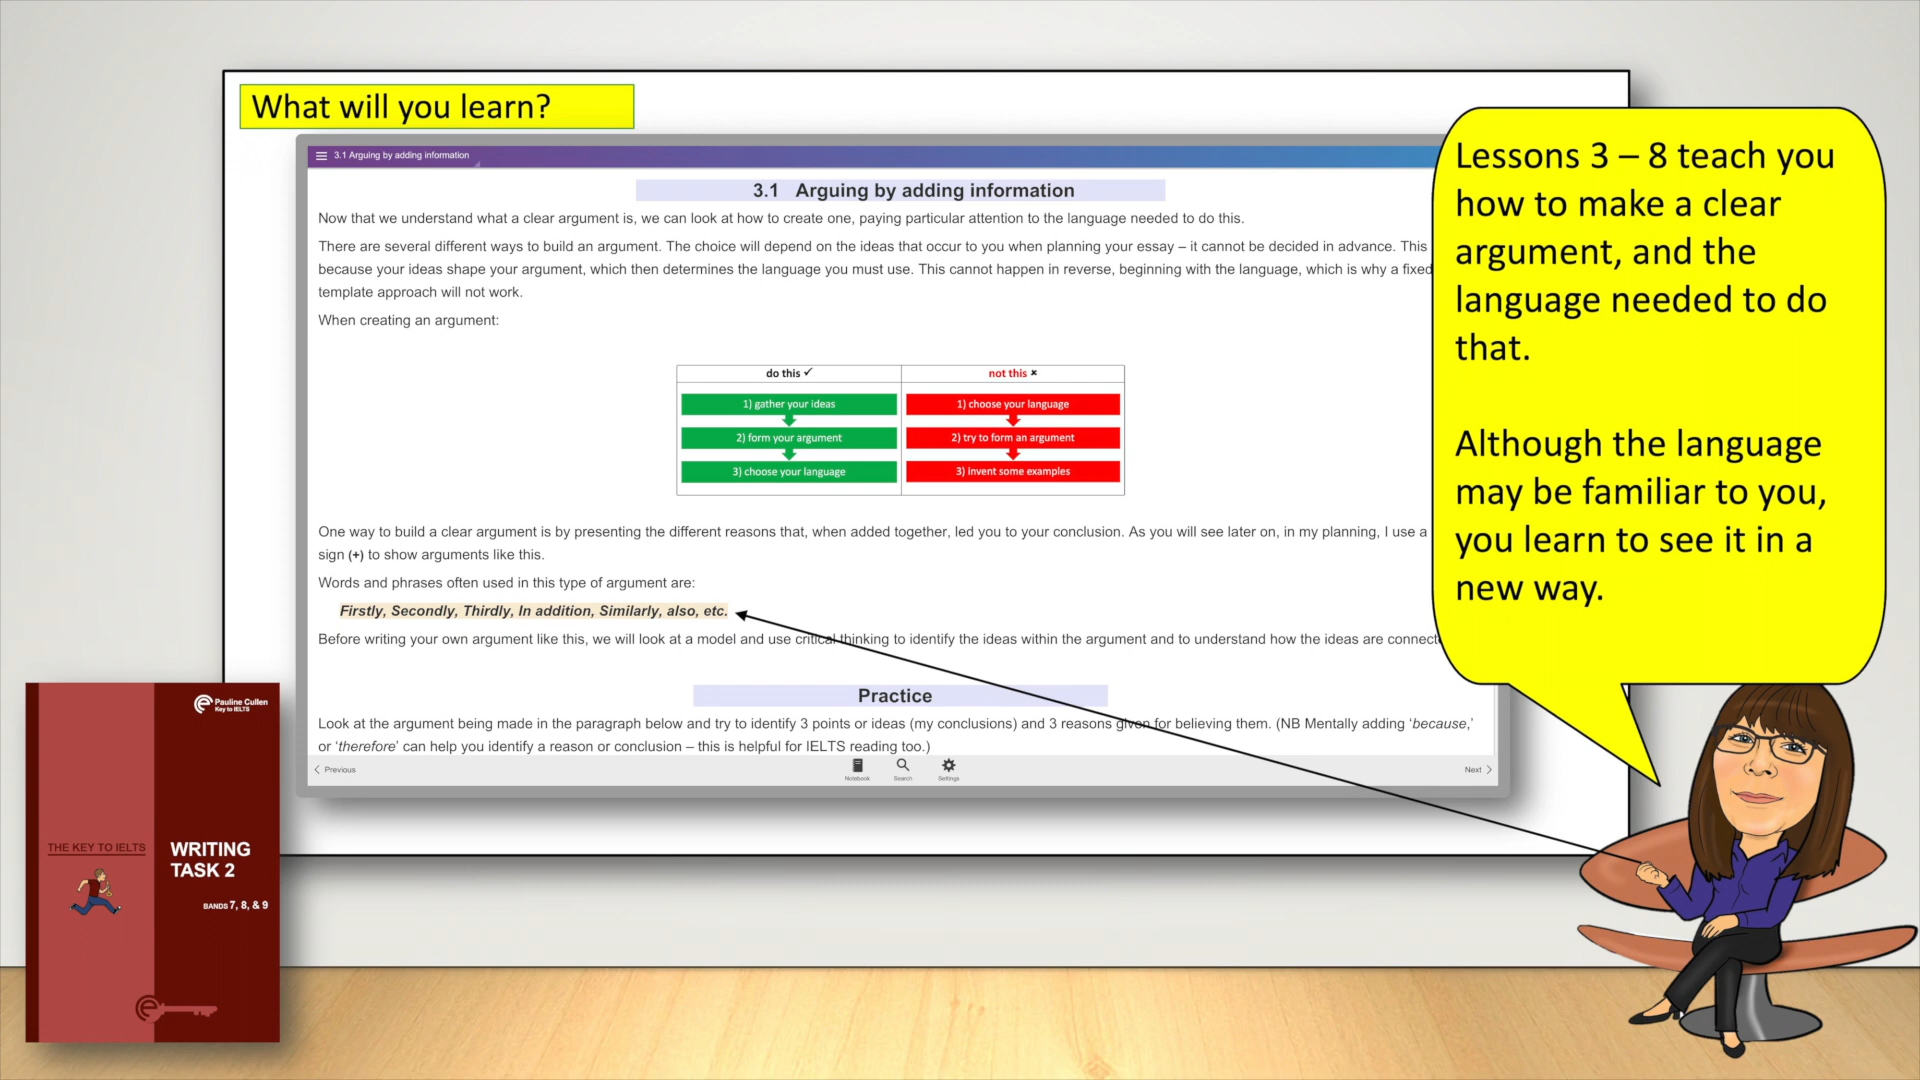 What will you learn?
3.1 Arguing by adding information
3.1 Arguing by adding information
Now that we understand what a clear argument is, we can look at how to create one, paying particular attention to the language needed to do this.
There are several different ways to build an argument. The choice will depend on the ideas that occur to you when planning your essay – it cannot be decided in advance. This
because your ideas shape your argument, which then determines the language you must use. This cannot happen in reverse, beginning with the language, which is why a fixed
template approach will not work.
When creating an argument:
do this ✓ not this ×
1) gather your ideas 1) choose your language
2) form your argument 2) try to form an argument
3) choose your language 3) invent some examples
One way to build a clear argument is by presenting the different reasons that, when added together, led you to your conclusion. As you will see later on, in my planning, I use a
sign (+) to show arguments like this.
Words and phrases often used in this type of argument are:
Firstly, Secondly, Thirdly, In addition, Similarly, also, etc.
Before writing your own argument like this, we will look at a model and use critical thinking to identify the ideas within the argument and to understand how the ideas are connect
Practice
Look at the argument being made in the paragraph below and try to identify 3 points or ideas (my conclusions) and 3 reasons given for believing them. (NB Mentally adding ‘because,’
or ‘therefore’ can help you identify a reason or conclusion – this is helpful for IELTS reading too.)
Previous
Notebook
Search
Settings
Next
Lessons 3 – 8 teach you
how to make a clear
argument, and the
language needed to do
that.
Although the language
may be familiar to you,
you learn to see it in a
new way.
Pauline Cullen
Key to IELTS
THE KEY TO IELTS
WRITING
TASK 2
BANDS 7, 8, & 9